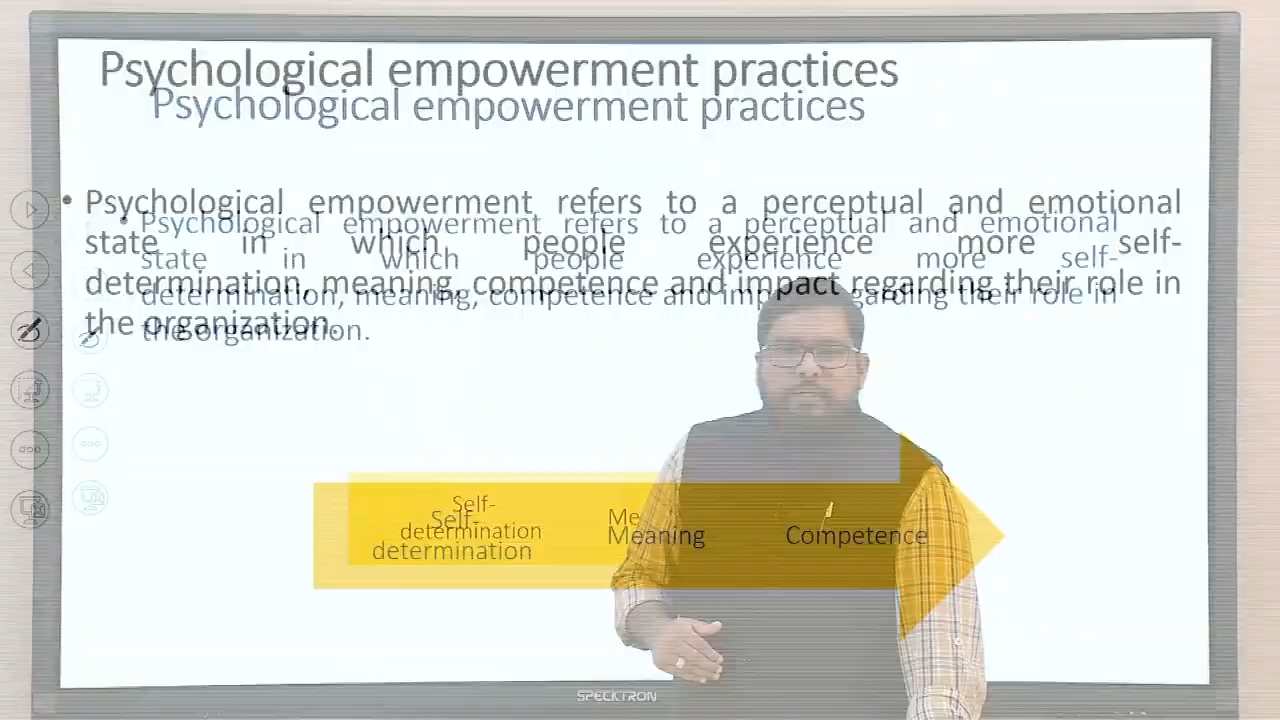 Psychological empowerment practices
Psychological empowerment practices
• Psychological empowerment refers to a perceptual and emotional
• Psychological empowerment refers to a perceptual and emotional
state in which people experience more self-
state in which people experience more self-
determination, meaning, competence and impact regarding their role in
determination, meaning, competence and imp garding their role in
the organization.
the organization.
Self-
determination
Self-
determination
Me
Meaning
Competence
SPECKTRON